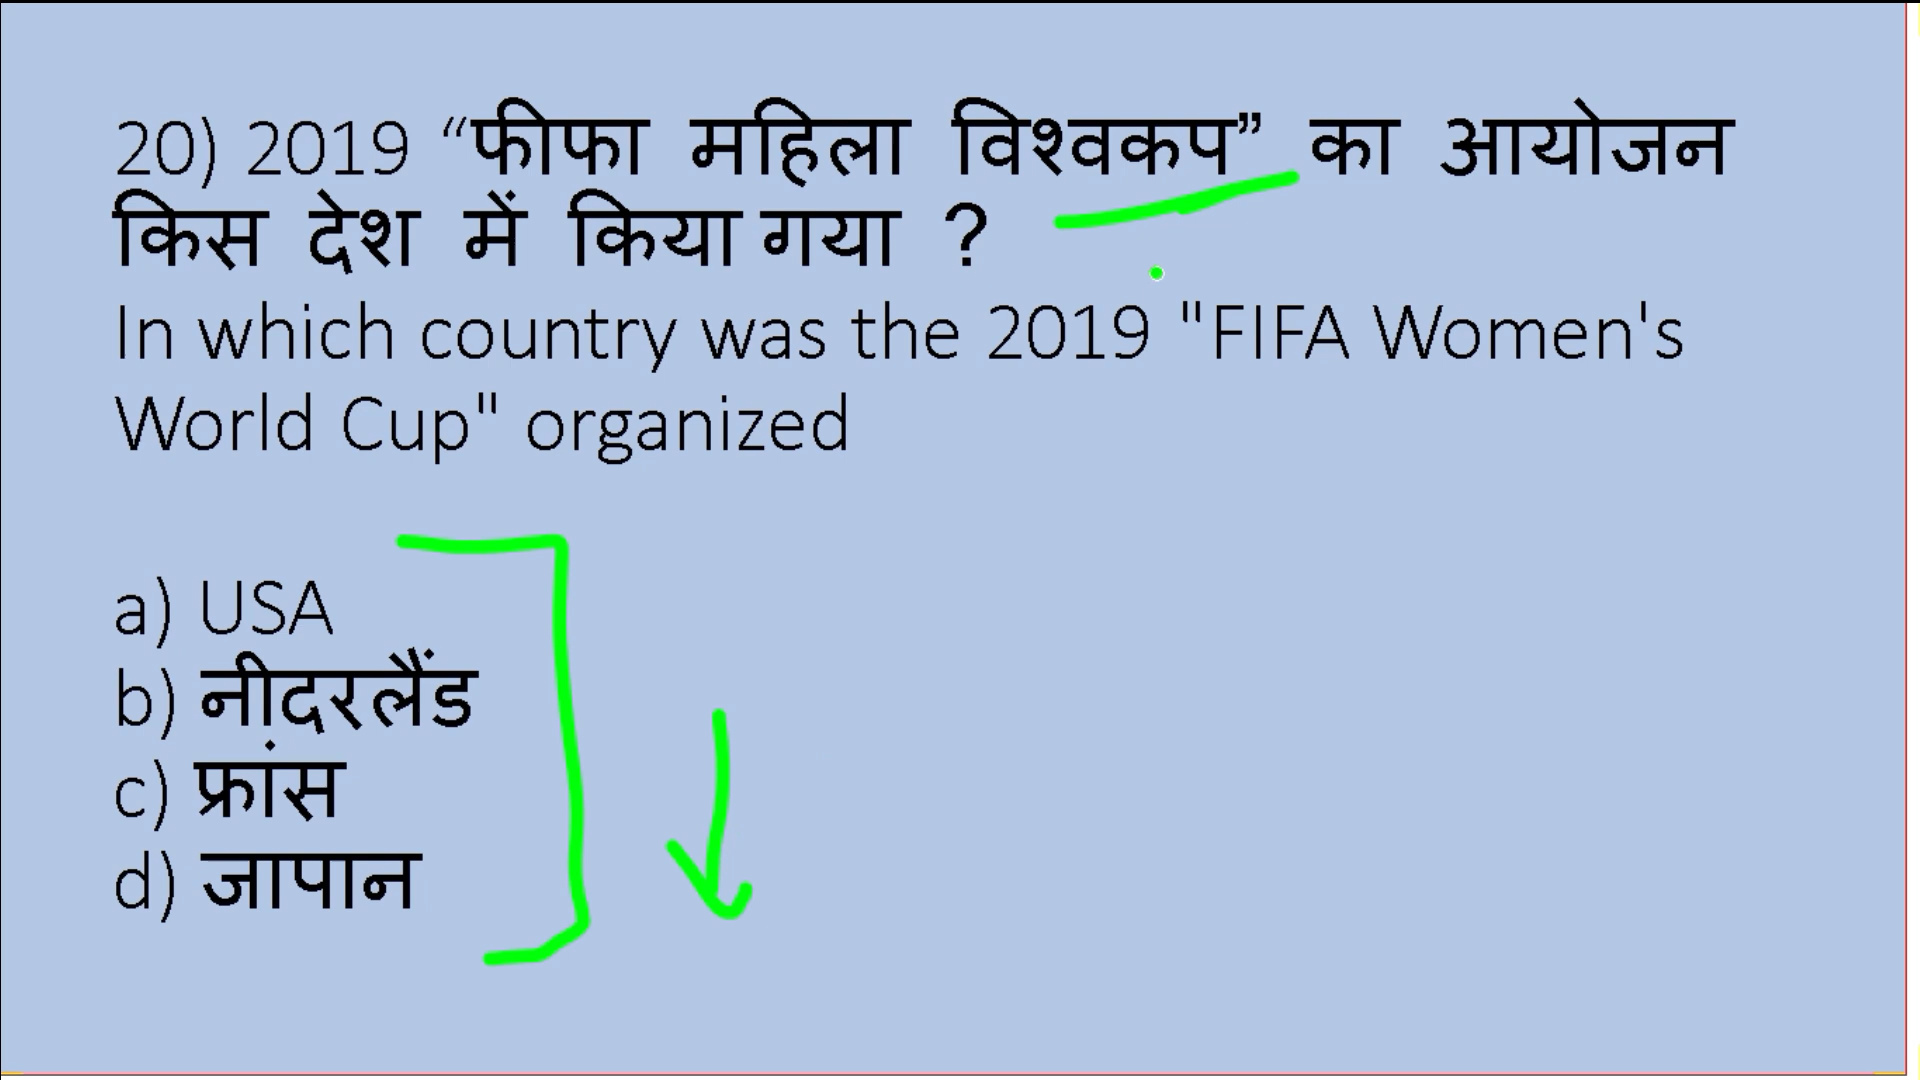 20) 2019 “फीफा महिला विश्वकप” का आयोजन
किस देश में किया गया ?
In which country was the 2019 "FIFA Women's
World Cup" organized
a) USA
b) नीदरलैंड
c) फ्रांस
d) जापान